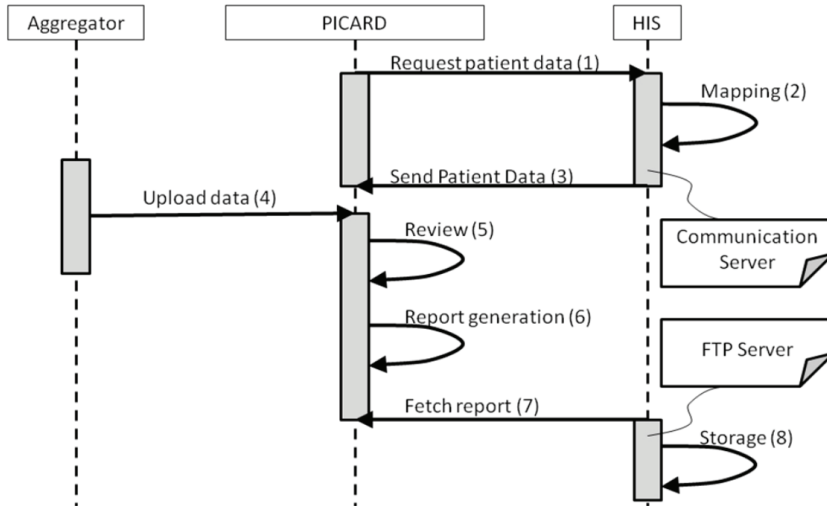 Aggregator
PICARD
HIS
Request patient data (1)
Mapping (2)
Send Patient Data (3)
Upload data (4)
Review (5)
Communication
Server
Report generation (6)
FTP Server
Fetch report (7)
Storage (8)